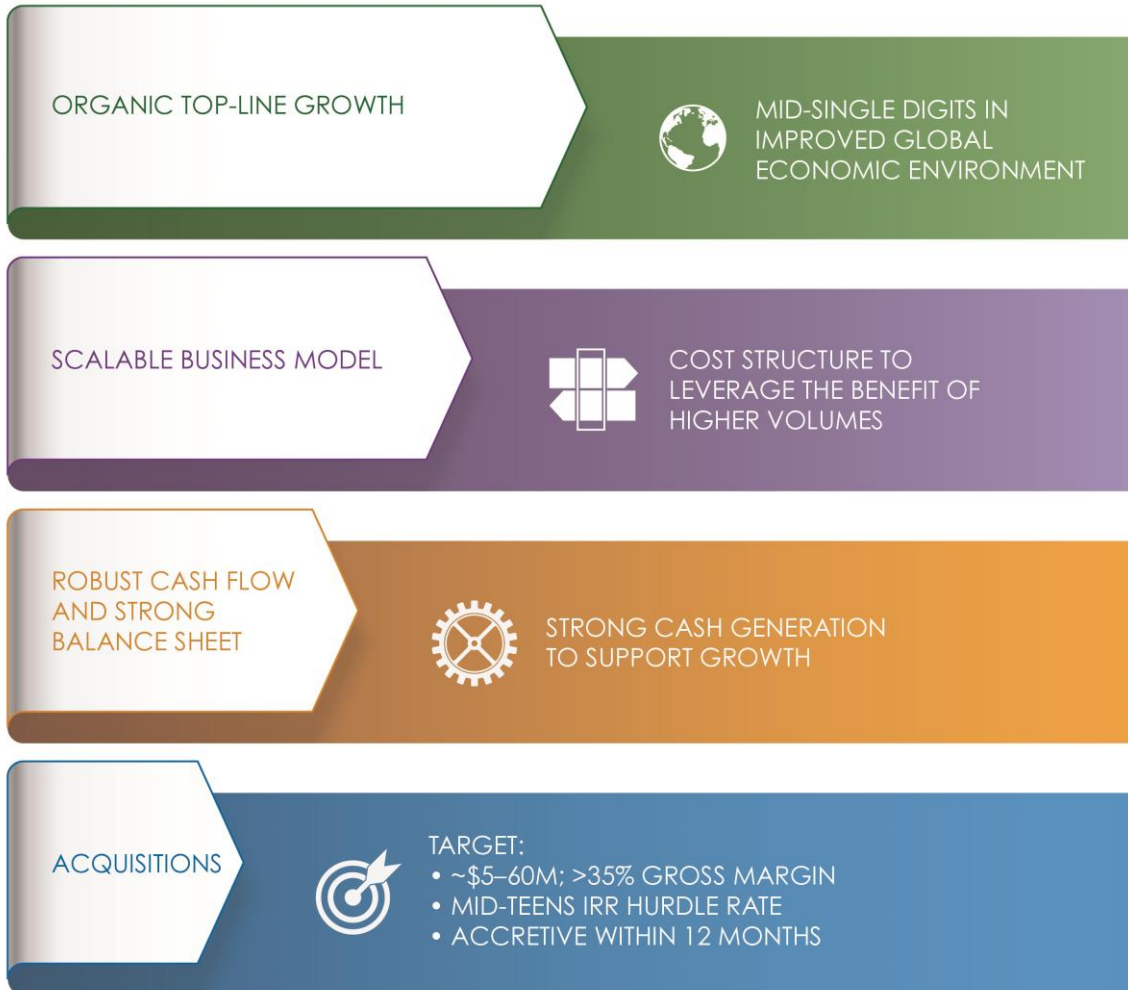 ORGANIC TOP-LINE GROWTH
MID-SINGLE DIGITS IN
IMPROVED GLOBAL
ECONOMIC ENVIRONMENT
SCALABLE BUSINESS MODEL
COST STRUCTURE TO
LEVERAGE THE BENEFIT OF
HIGHER VOLUMES
ROBUST CASH FLOW
AND STRONG
BALANCE SHEET
STRONG CASH GENERATION
TO SUPPORT GROWTH
ACQUISITIONS
TARGET:
• ~$5–60M; >35% GROSS MARGIN
• MID-TEENS IRR HURDLE RATE
• ACCRETIVE WITHIN 12 MONTHS